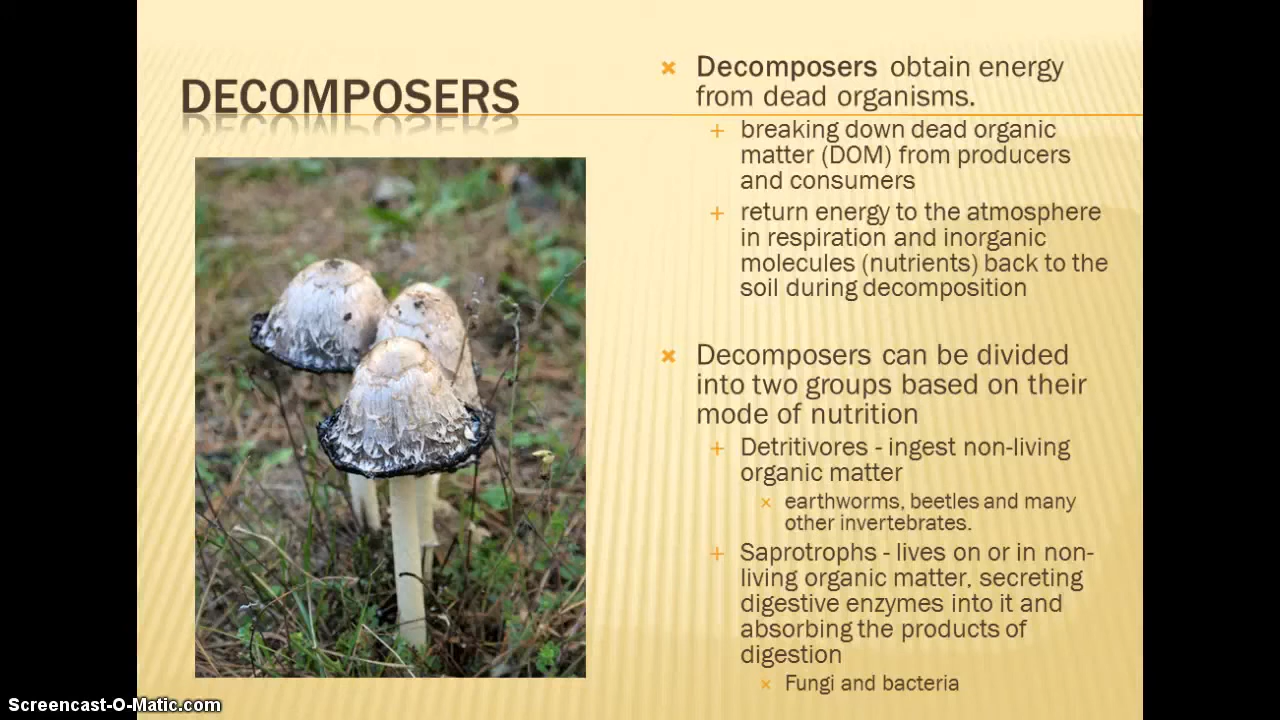 DECOMPOSERS
Decomposers obtain energy
from dead organisms.
breaking down dead organic
matter (DOM) from producers
and consumers
return energy to the atmosphere
in respiration and inorganic
molecules (nutrients) back to the
soil during decomposition
Decomposers can be divided
into two groups based on their
mode of nutrition
Detritivores - ingest non-living
organic matter
earthworms, beetles and many
other invertebrates.
Saprotrophs - lives on or in non-
living organic matter, secreting
digestive enzymes into it and
absorbing the products of
digestion
Fungi and bacteria
Screencast-O-Matic.com